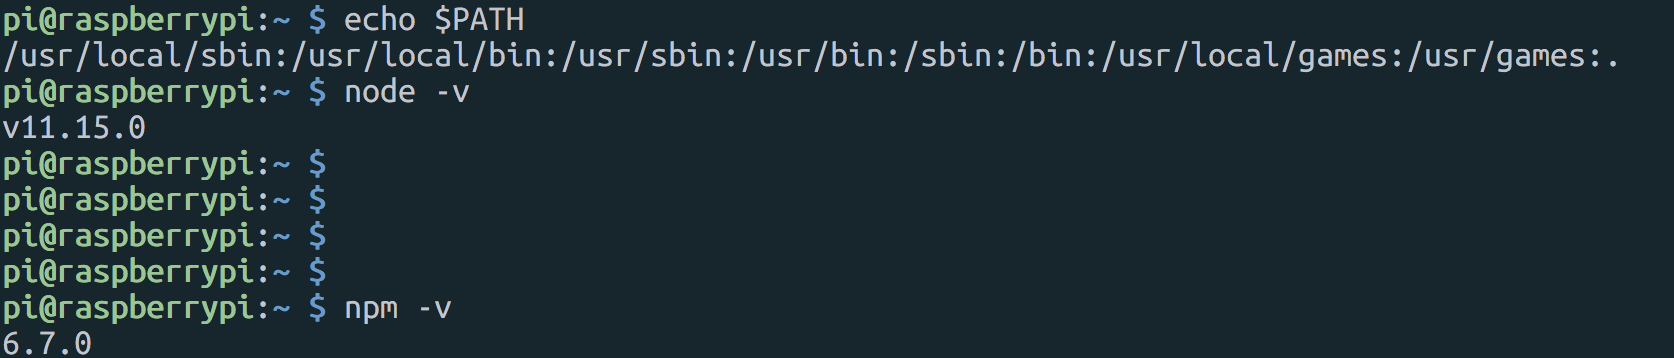 pi@raspberrypi:~ $ echo $PATH
/usr/local/sbin:/usr/local/bin:/usr/sbin:/usr/bin:/sbin:/bin:/usr/local/games:/usr/games:.
pi@raspberrypi:~ $ node -v
v11.15.0
pi@raspberrypi:~ $
pi@raspberrypi:~ $
pi@raspberrypi:~ $
pi@raspberrypi:~ $
pi@raspberrypi:~ $ npm -v
6.7.0